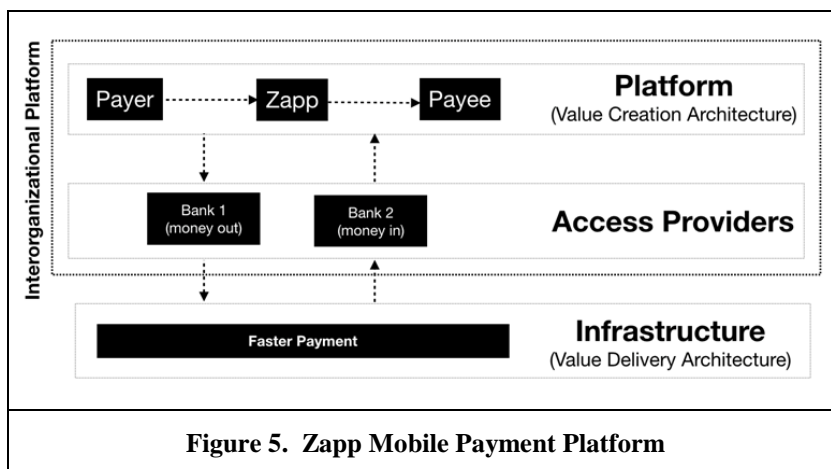 Interorganizational Platform
Payer
Zapp
Payee
Platform
(Value Creation Architecture)
Bank 1
(money out)
Bank 2
(money in)
Access Providers
Faster Payment
Infrastructure
(Value Delivery Architecture)
Figure 5. Zapp Mobile Payment Platform